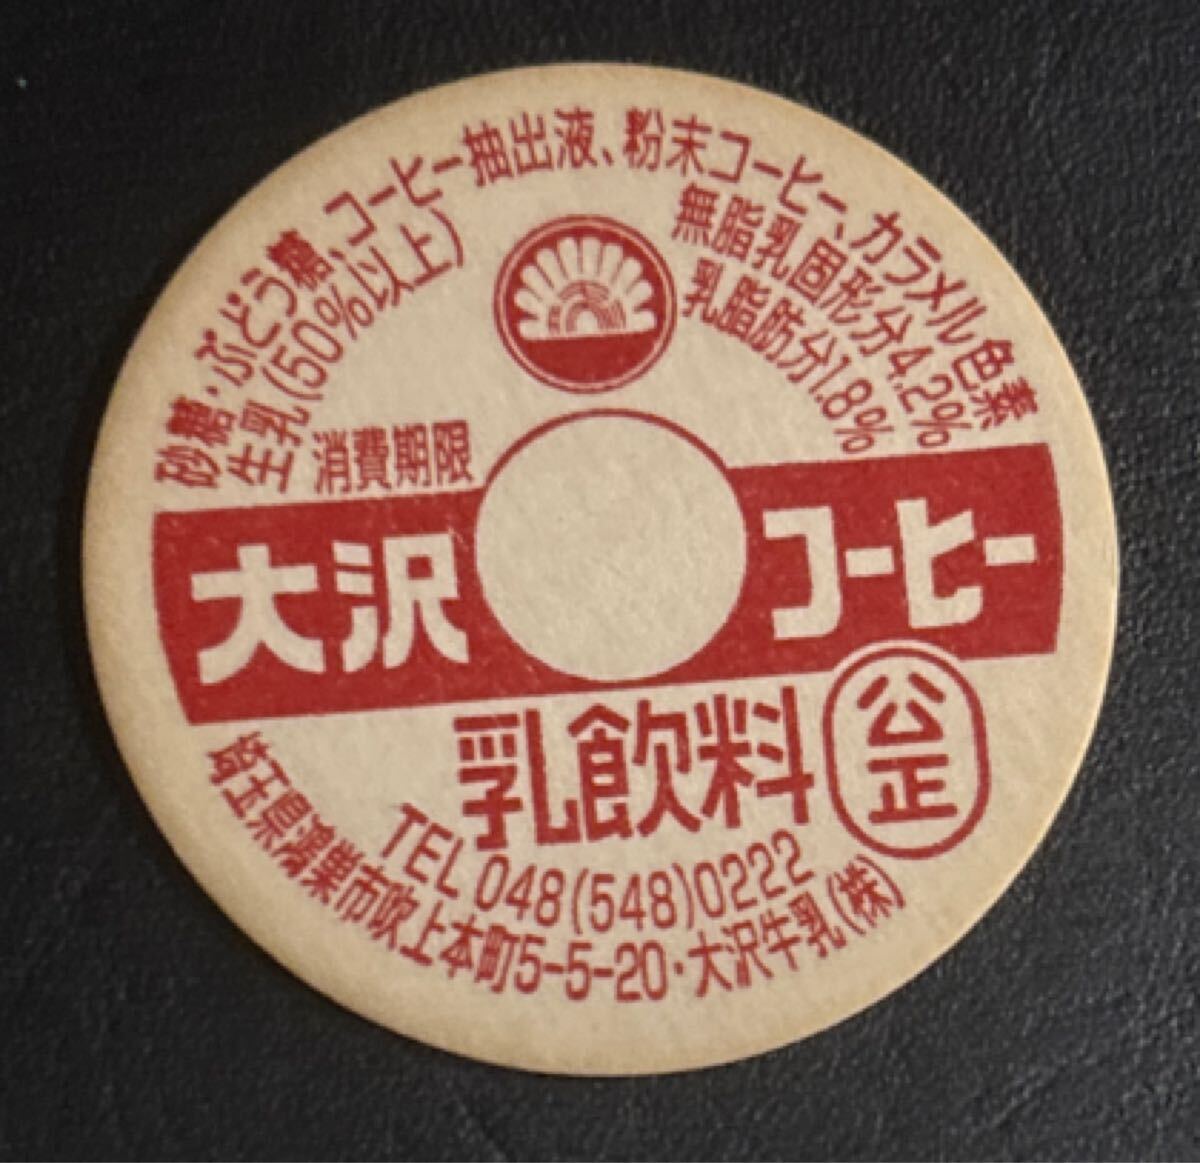 砂糖・ぶどう糖、コーヒー抽出液、粉末コーヒー、カラメル色素
生乳(50%以上)
無脂乳固形分4.2%
乳脂肪分1.8%
消費期限
大沢コーヒー
乳飲料
公正
TEL 048(548)0222
埼玉県鴻巣市吹上本町5-5-20・大沢牛乳(株)